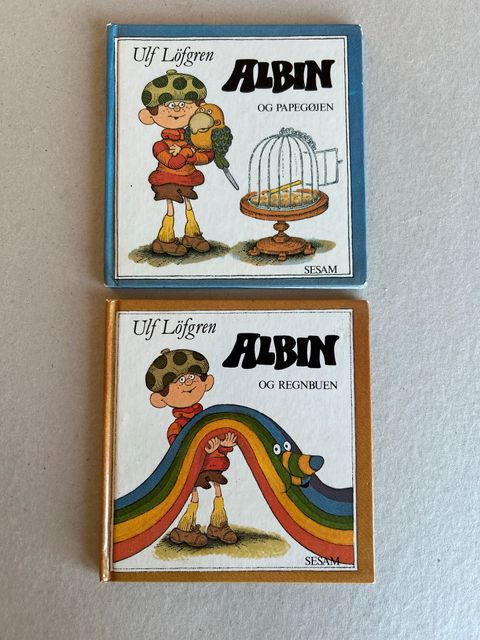 Ulf Löfgren
ALBIN
OG PAPEGØJEN
SESAM
Ulf Löfgren
ALBIN
OG REGNBUEN
SESAM